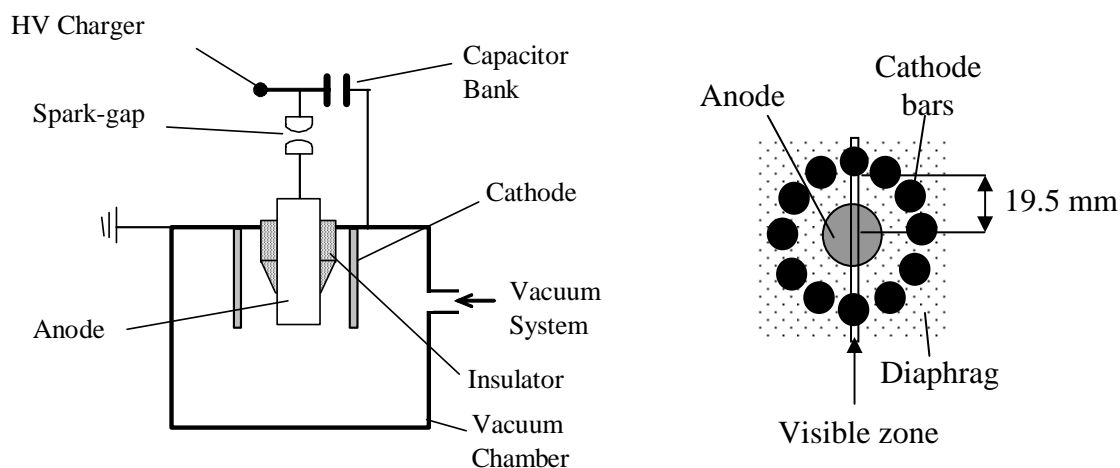 HV Charger
Capacitor
Bank
Spark-gap
Cathode
Anode
Vacuum
System
Insulator
Vacuum
Chamber
Cathode
bars
Anode
19.5 mm
Diaphrag
Visible zone